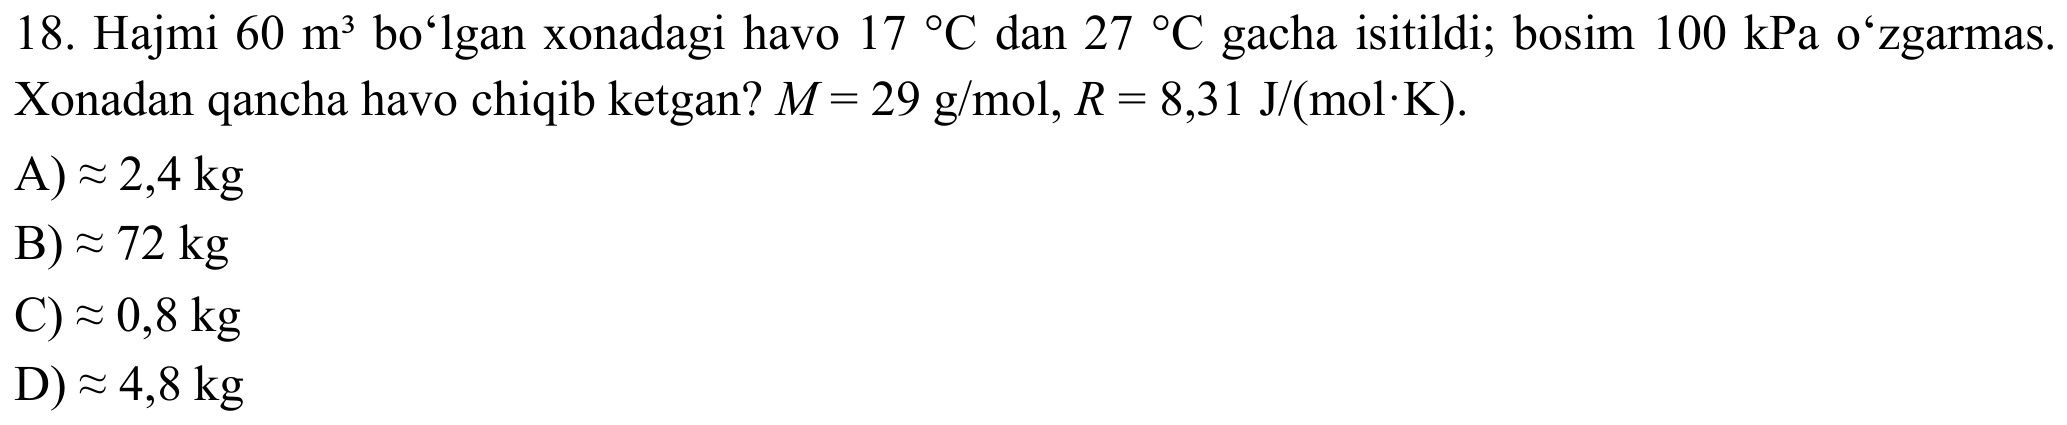 18. Hajmi 60 m³ bo‘lgan xonadagi havo 17 °C dan 27 °C gacha isitildi; bosim 100 kPa o‘zgarmas.
Xonadan qancha havo chiqib ketgan? M = 29 g/mol, R = 8,31 J/(mol·K).
A) ≈ 2,4 kg
B) ≈ 72 kg
C) ≈ 0,8 kg
D) ≈ 4,8 kg